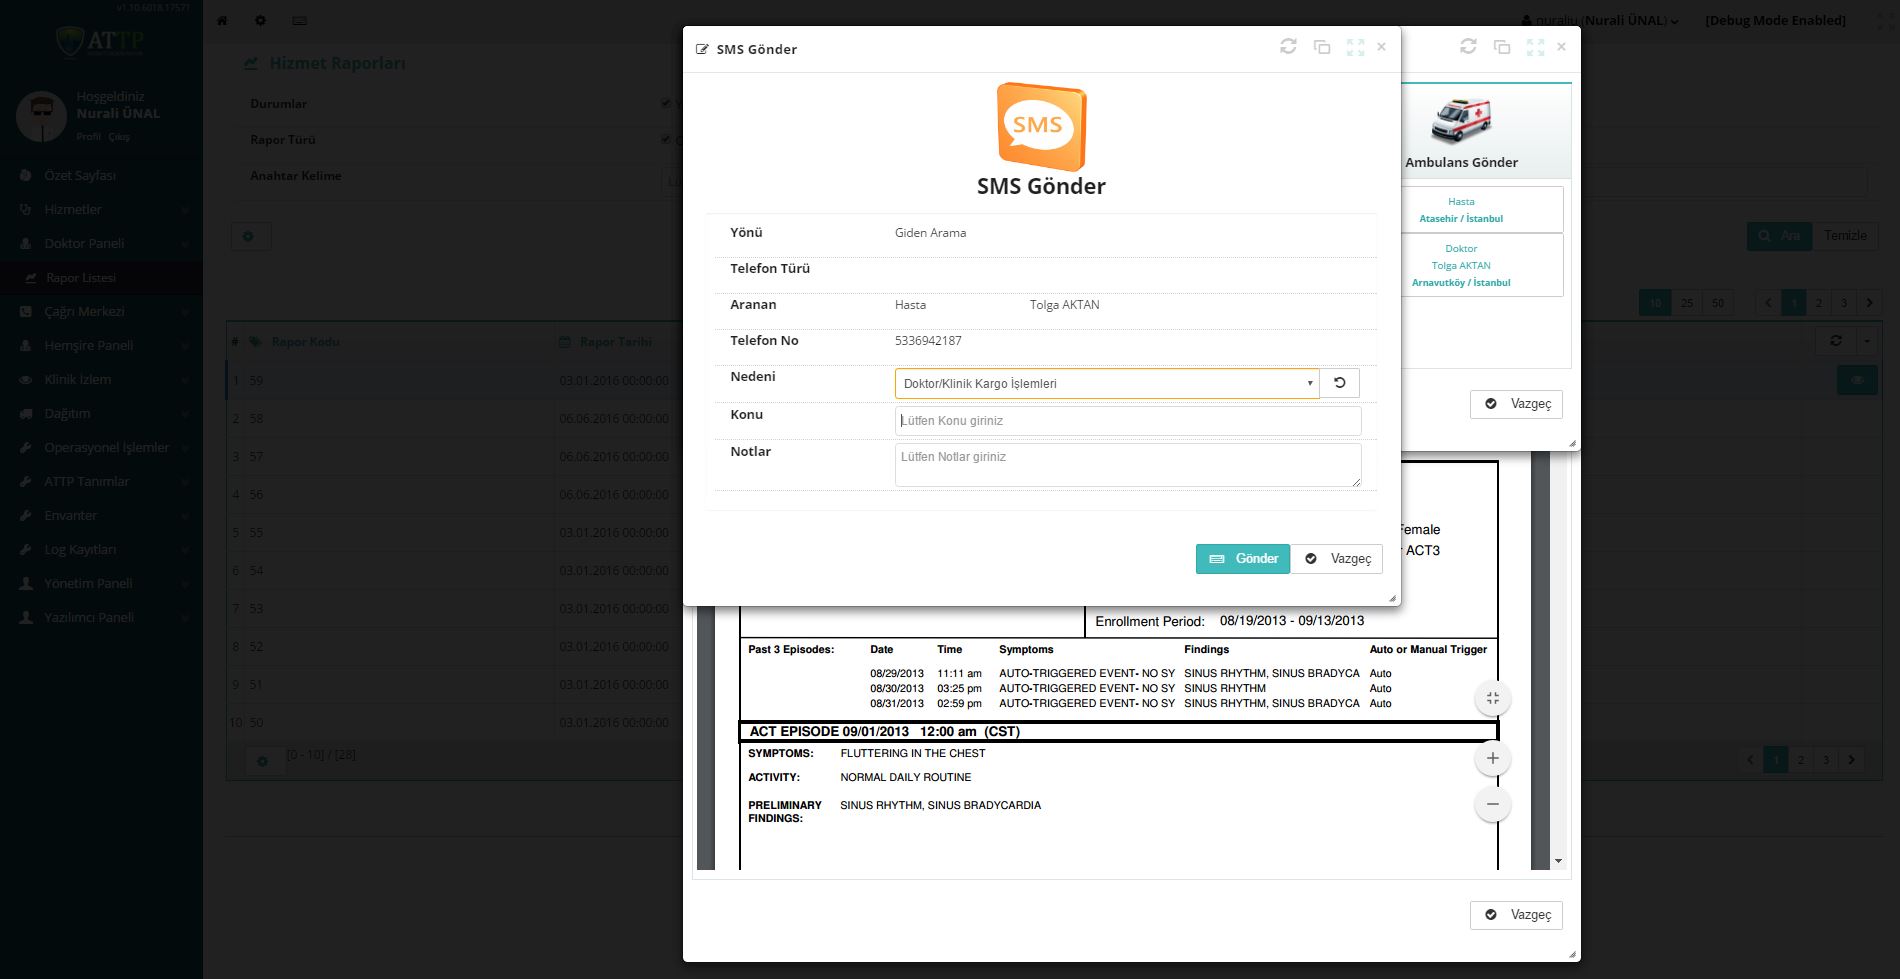 v1.10.6018.17571
ATTP
Hoşgeldiniz
Nurali ÜNAL
Profil Çıkış
Özet Sayfası
Hizmetler
Doktor Paneli
Rapor Listesi
Çağrı Merkezi
Hemşire Paneli
Klinik İzlem
Dağıtım
Operasyonel İşlemler
ATTP Tanımlar
Envanter
Log Kayıtları
Yönetim Paneli
Yazılımcı Paneli
nuraliu (Nurali ÜNAL)
[Debug Mode Enabled]
Hizmet Raporları
Durumlar
Rapor Türü
Anahtar Kelime
Ara
Temizle
10 25 50
1 2 3
# Rapor Kodu Rapor Tarihi
1 59 03.01.2016 00:00:00
2 58 06.06.2016 00:00:00
3 57 06.06.2016 00:00:00
4 56 06.06.2016 00:00:00
5 55 03.01.2016 00:00:00
6 54 03.01.2016 00:00:00
7 53 03.01.2016 00:00:00
8 52 03.01.2016 00:00:00
9 51 03.01.2016 00:00:00
10 50 03.01.2016 00:00:00
[0 - 10] / [28]
1 2 3
SMS Gönder
SMS
SMS Gönder
Yönü Giden Arama
Telefon Türü
Aranan Hasta Tolga AKTAN
Telefon No 5336942187
Nedeni Doktor/Klinik Kargo İşlemleri
Konu Lütfen Konu giriniz
Notlar Lütfen Notlar giriniz
Gönder
Vazgeç
Ambulans Gönder
Hasta
Atasehir / İstanbul
Doktor
Tolga AKTAN
Arnavutköy / İstanbul
Vazgeç
Female
ACT3
Enrollment Period: 08/19/2013 - 09/13/2013
Past 3 Episodes: Date Time Symptoms Findings Auto or Manual Trigger
08/29/2013 11:11 am AUTO-TRIGGERED EVENT- NO SY SINUS RHYTHM, SINUS BRADYCA Auto
08/30/2013 03:25 pm AUTO-TRIGGERED EVENT- NO SY SINUS RHYTHM Auto
08/31/2013 02:59 pm AUTO-TRIGGERED EVENT- NO SY SINUS RHYTHM, SINUS BRADYCA Auto
ACT EPISODE 09/01/2013 12:00 am (CST)
SYMPTOMS: FLUTTERING IN THE CHEST
ACTIVITY: NORMAL DAILY ROUTINE
PRELIMINARY SINUS RHYTHM, SINUS BRADYCARDIA
FINDINGS:
Vazgeç